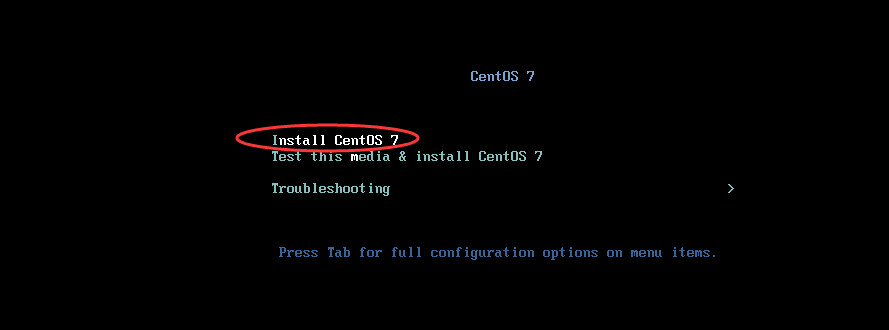 CentOS 7
Install CentOS 7
Test this media & install CentOS 7
Troubleshooting >
Press Tab for full configuration options on menu items.